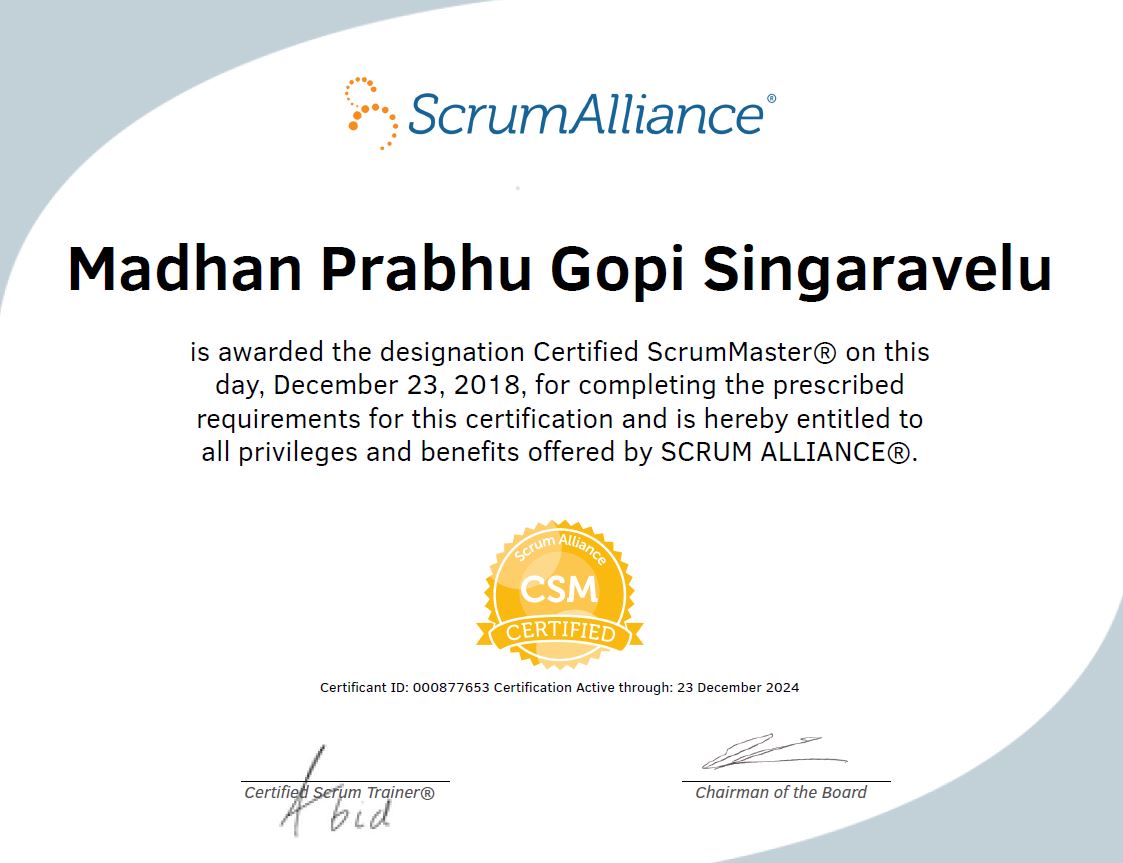 ScrumAlliance®
Madhan Prabhu Gopi Singaravelu
is awarded the designation Certified ScrumMaster® on this
day, December 23, 2018, for completing the prescribed
requirements for this certification and is hereby entitled to
all privileges and benefits offered by SCRUM ALLIANCE®.
Scrum Alliance
CSM
CERTIFIED
Certificant ID: 000877653 Certification Active through: 23 December 2024
Certified Scrum Trainer®
Abid
Chairman of the Board